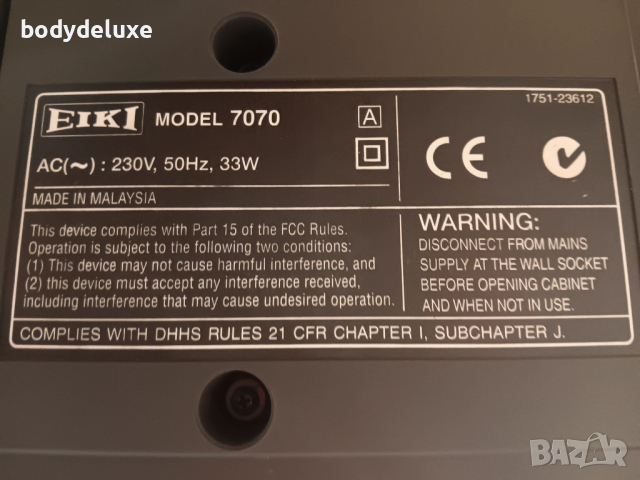 bodydeluxe
1751-23612
EIKI MODEL 7070 A
AC(~) : 230V, 50Hz, 33W
CE
MADE IN MALAYSIA
This device complies with Part 15 of the FCC Rules.
Operation is subject to the following two conditions:
(1) This device may not cause harmful interference, and
(2) this device must accept any interference received,
including interference that may cause undesired operation.
WARNING:
DISCONNECT FROM MAINS
SUPPLY AT THE WALL SOCKET
BEFORE OPENING CABINET
AND WHEN NOT IN USE.
COMPLIES WITH DHHS RULES 21 CFR CHAPTER I, SUBCHAPTER J.
BAZAR